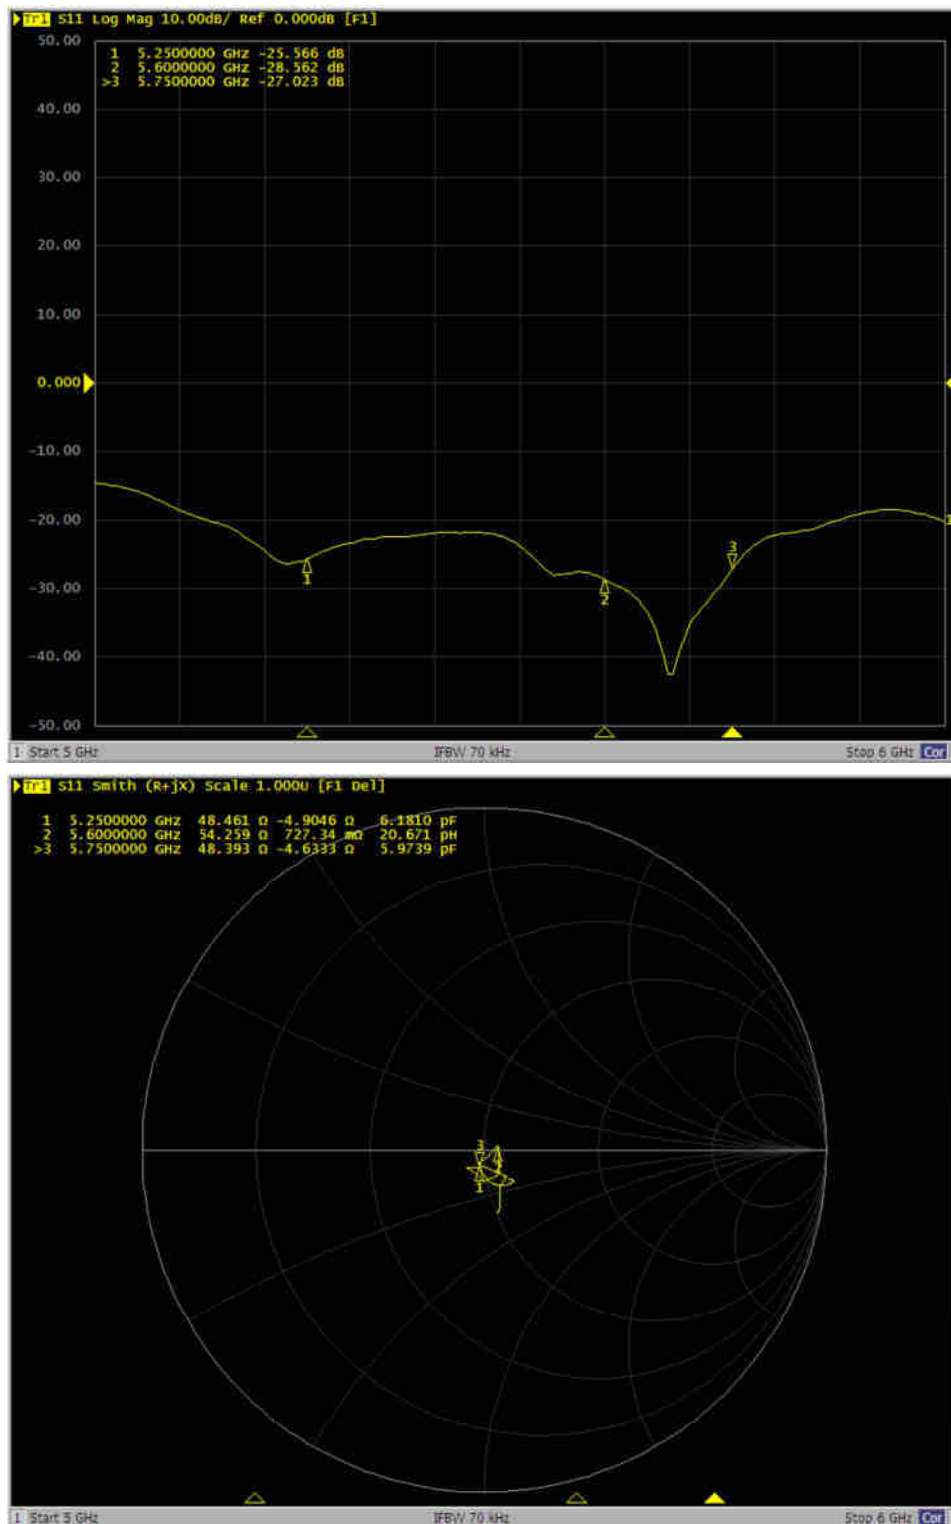 Tr1 S11 Log Mag 10.00dB/ Ref 0.000dB [F1]
50.00
1 5.2500000 GHz -25.566 dB
2 5.6000000 GHz -28.562 dB
>3 5.7500000 GHz -27.023 dB
40.00
30.00
20.00
10.00
0.000
-10.00
-20.00
1
3
-30.00
1
2
-40.00
-50.00
1 Start 5 GHz IFBW 70 kHz Stop 6 GHz Cor
Tr1 S11 Smith (R+jX) Scale 1.000U [F1 Del]
1 5.2500000 GHz 48.461 Ω -4.9046 Ω 6.1810 pF
2 5.6000000 GHz 54.259 Ω 727.34 mΩ 20.671 pH
>3 5.7500000 GHz 48.393 Ω -4.6333 Ω 5.9739 pF
3
1
1 Start 5 GHz IFBW 70 kHz Stop 6 GHz Cor